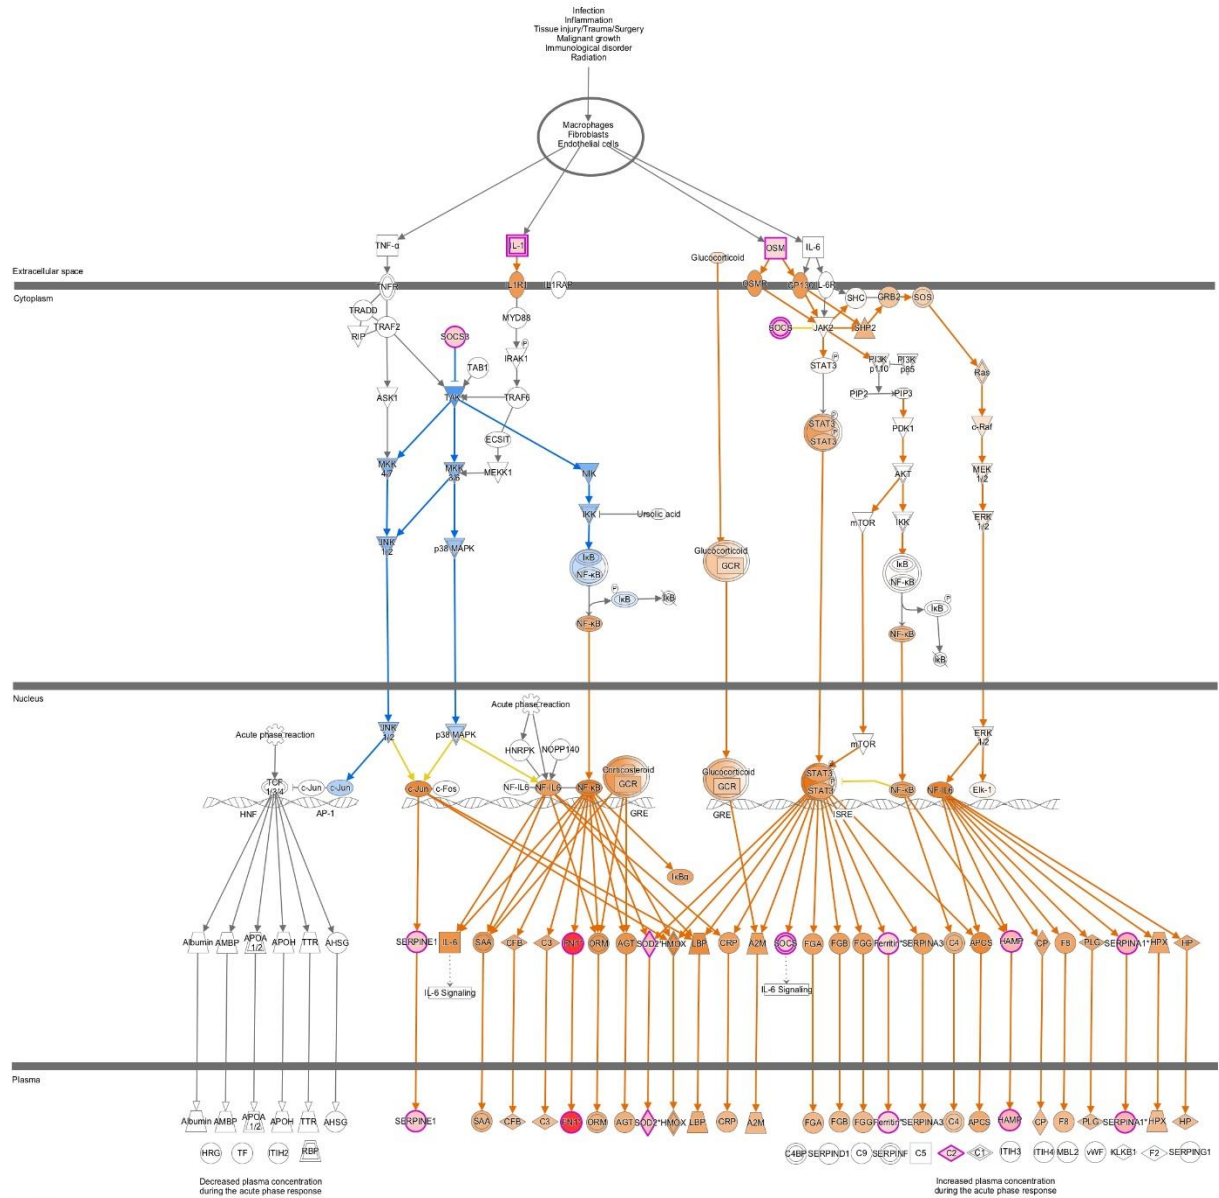 Infection
Inflammation
Tissue injury/Trauma/Surgery
Malignant growth
Immunological disorder
Radiation
Macrophages
Fibroblasts
Endothelial cells
TNF-α
IL-1
OSM
IL-6
Glucocorticoid
Extracellular space
Cytoplasm
TNFR
IL1R1
IL1RAP
OSMR
GP130
IL-6R
SHC
GRB2
SOS
TRADD
RIP
TRAF2
MYD88
SOCS3
IRAK1
P
SOCS
JAK2
SHP2
TAB1
STAT3
P
PI3K
p110
PI3K
p85
Ras
ASK1
TAK1
TRAF6
PIP2
PIP3
STAT3
P
STAT3
P
PDK1
c-Raf
ECSIT
MKK
4/7
MKK
3/6
MEKK1
NIK
AKT
MEK
1/2
IKK
Ursolic acid
mTOR
IKK
ERK
1/2
JNK
1/2
p38 MAPK
IκB
NF-κB
Glucocorticoid
GCR
IκB
NF-κB
P
IκB
IκB
P
IκB
NF-κB
NF-κB
IκB
Nucleus
Acute phase reaction
Acute phase reaction
JNK
1/2
p38 MAPK
HNRPK
NOPP140
mTOR
ERK
1/2
TCF
1/3/4
c-Jun
c-Jun
c-Jun
c-Fos
NF-IL6
NF-IL6
NF-κB
Corticosteroid
GCR
Glucocorticoid
GCR
STAT3
P
STAT3
NF-κB
NF-IL6
Elk-1
HNF
AP-1
GRE
GRE
ISRE
IκBα
Albumin
AMBP
APOA
1/2
APOH
TTR
AHSG
SERPINE1
IL-6
SAA
CFB
C3
FN1*
ORM
AGT
SOD2*
HMOX
LBP
CRP
A2M
SOCS
FGA
FGB
FGG
Ferritin*
SERPINA3
C4
APCS
HAMP
CP
F8
PLG
SERPINA1*
HPX
HP
IL-6 Signaling
IL-6 Signaling
Plasma
Albumin
AMBP
APOA
1/2
APOH
TTR
AHSG
SERPINE1
SAA
CFB
C3
FN1*
ORM
AGT
SOD2*
HMOX
LBP
CRP
A2M
FGA
FGB
FGG
Ferritin*
SERPINA3
C4
APCS
HAMP
CP
F8
PLG
SERPINA1*
HPX
HP
HRG
TF
ITIH2
RBP
C4BP
SERPIND1
C9
SERPINF
C5
C2
C1
ITIH3
ITIH4
MBL2
vWF
KLKB1
F2
SERPING1
Decreased plasma concentration
during the acute phase response
Increased plasma concentration
during the acute phase response